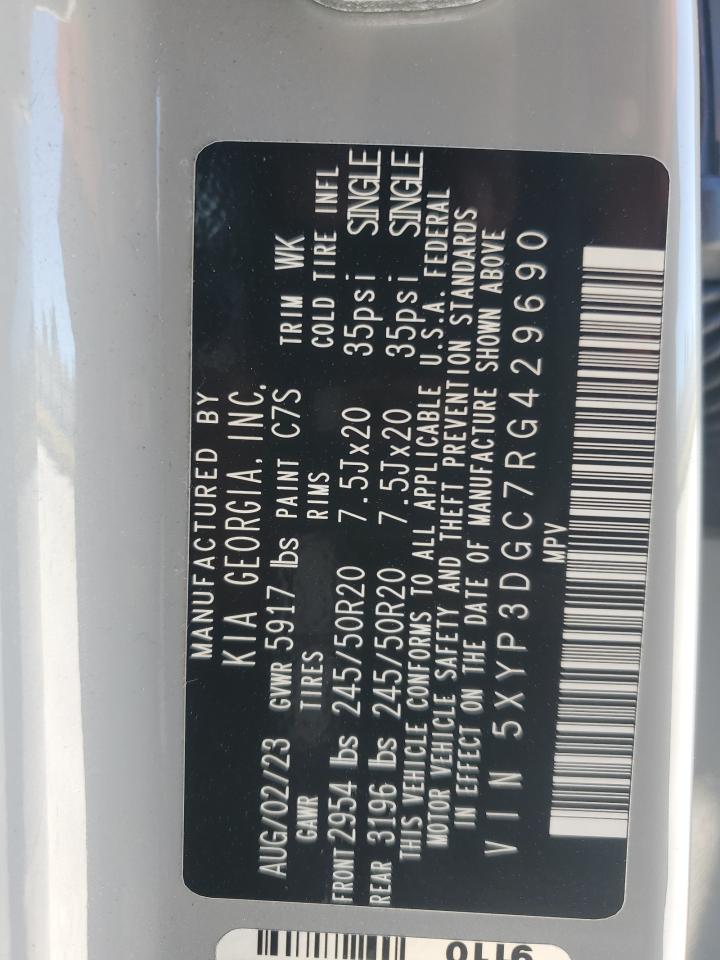 MANUFACTURED BY
KIA GEORGIA, INC.
AUG/02/23 GVWR 5917 lbs PAINT C7S TRIM WK
GAWR TIRES RIMS COLD TIRE INFL
FRONT 2954 lbs 245/50R20 7.5Jx20 35psi SINGLE
REAR 3196 lbs 245/50R20 7.5Jx20 35psi SINGLE
THIS VEHICLE CONFORMS TO ALL APPLICABLE U.S.A. FEDERAL
MOTOR VEHICLE SAFETY AND THEFT PREVENTION STANDARDS
IN EFFECT ON THE DATE OF MANUFACTURE SHOWN ABOVE
VIN 5XYP3DGC7RG429690
MPV